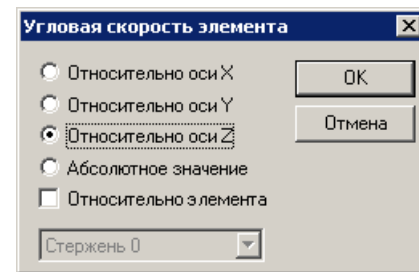 Угловая скорость элемента
Относительно оси X
OK
Относительно оси Y
Отмена
Относительно оси Z
Абсолютное значение
Относительно элемента
Стержень 0